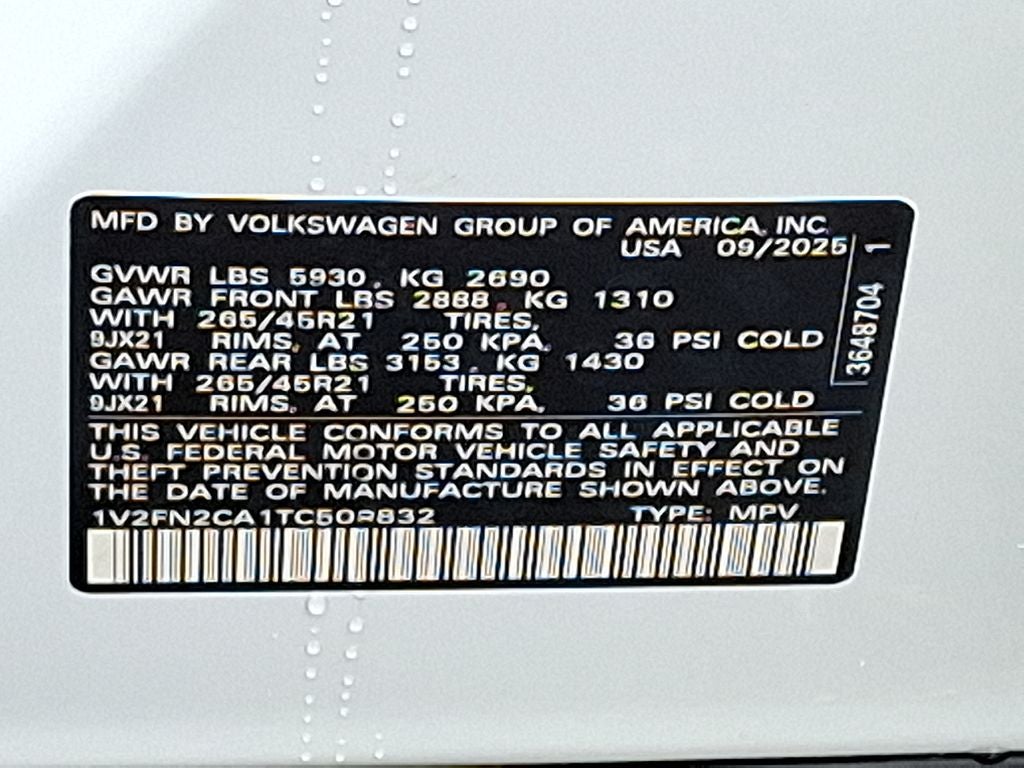 MFD BY VOLKSWAGEN GROUP OF AMERICA, INC.
USA 09/2025
GVWR LBS 5930, KG 2690
GAWR FRONT LBS 2888, KG 1310
WITH 265/45R21 TIRES,
9JX21 RIMS, AT 250 KPA, 36 PSI COLD
GAWR REAR LBS 3153, KG 1430
WITH 265/45R21 TIRES,
9JX21 RIMS, AT 250 KPA, 36 PSI COLD
THIS VEHICLE CONFORMS TO ALL APPLICABLE
U.S. FEDERAL MOTOR VEHICLE SAFETY AND
THEFT PREVENTION STANDARDS IN EFFECT ON
THE DATE OF MANUFACTURE SHOWN ABOVE.
1V2FN2CA1TC508832 TYPE: MPV
3648704 1